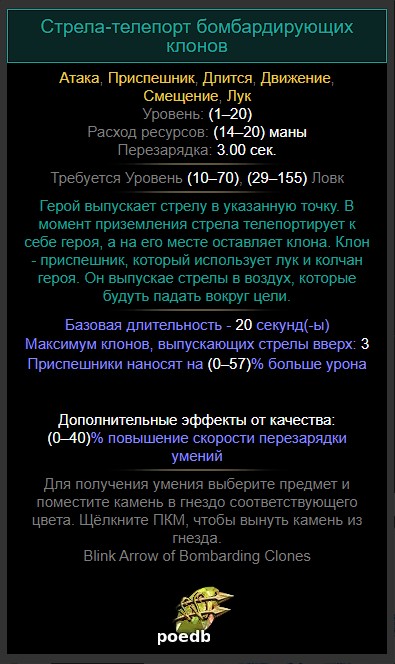 Стрела-телепорт бомбардирующих
клонов
Атака, Приспешник, Длится, Движение,
Смещение, Лук
Уровень: (1–20)
Расход ресурсов: (14–20) маны
Перезарядка: 3.00 сек.
Требуется Уровень (10–70), (29–155) Ловк
Герой выпускает стрелу в указанную точку. В
момент приземления стрела телепортирует к
себе героя, а на его месте оставляет клона. Клон
- приспешник, который использует лук и колчан
героя. Он выпускае стрелы в воздух, которые
будуть падать вокруг цели.
Базовая длительность - 20 секунд(-ы)
Максимум клонов, выпускающих стрелы вверх: 3
Приспешники наносят на (0–57)% больше урона
Дополнительные эффекты от качества:
(0–40)% повышение скорости перезарядки
умений
Для получения умения выберите предмет и
поместите камень в гнездо соответствующего
цвета. Щёлкните ПКМ, чтобы вынуть камень из
гнезда.
Blink Arrow of Bombarding Clones
poedb